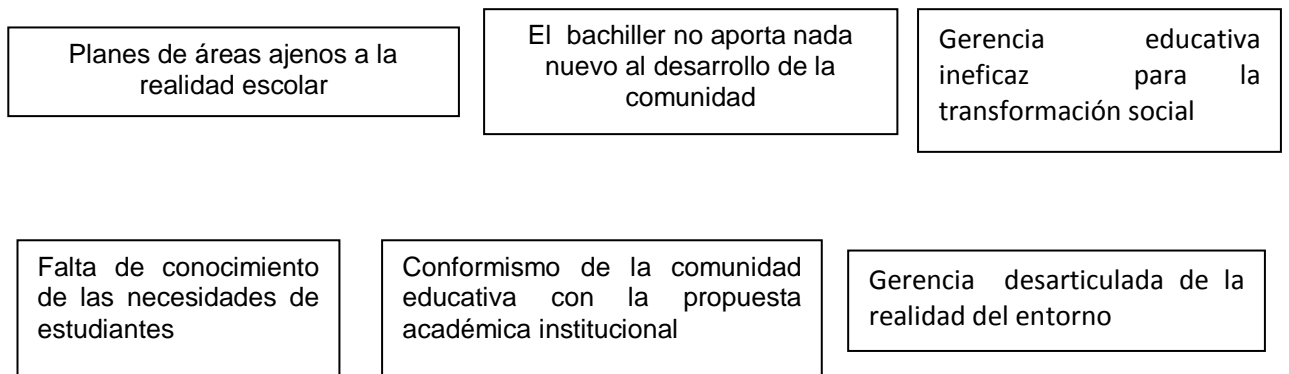 Planes de áreas ajenos a la
realidad escolar
El bachiller no aporta nada
nuevo al desarrollo de la
comunidad
Gerencia educativa
ineficaz para la
transformación social
Falta de conocimiento
de las necesidades de
estudiantes
Conformismo de la comunidad
educativa con la propuesta
académica institucional
Gerencia desarticulada de la
realidad del entorno